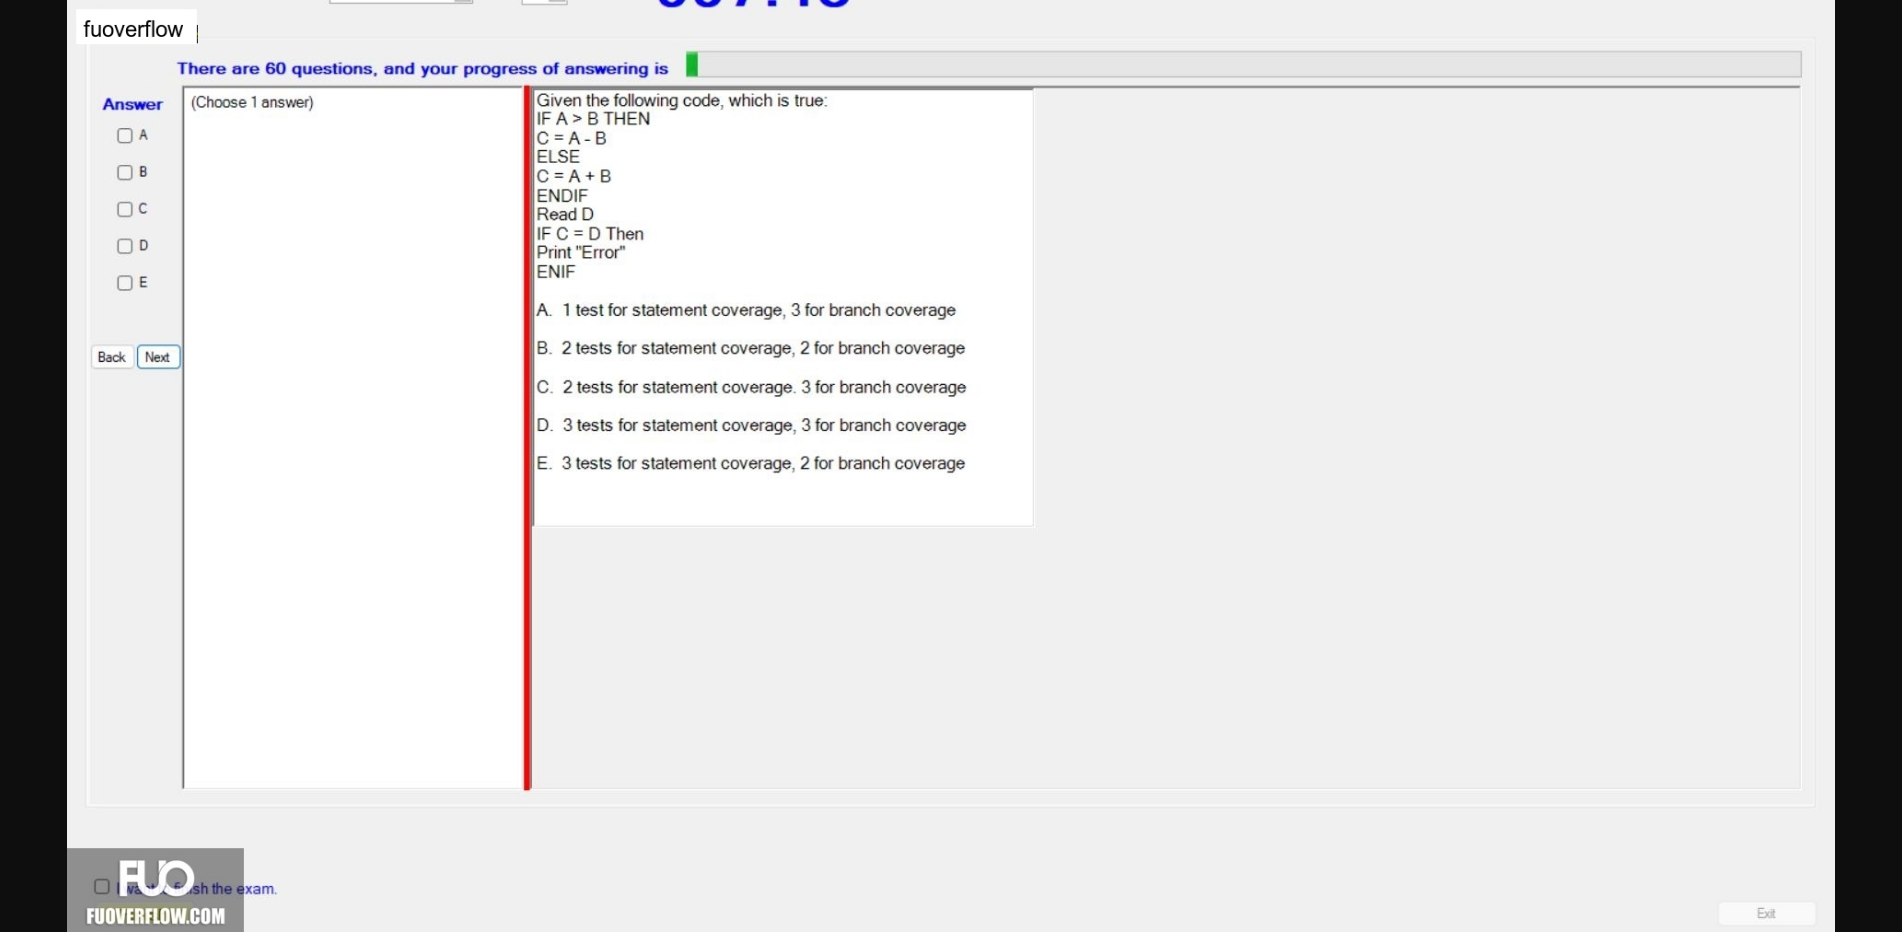 fuoverflow
There are 60 questions, and your progress of answering is
Answer
(Choose 1 answer)
A
B
C
D
E
Back
Next
Given the following code, which is true:
IF A > B THEN
C = A - B
ELSE
C = A + B
ENDIF
Read D
IF C = D Then
Print "Error"
ENIF
A. 1 test for statement coverage, 3 for branch coverage
B. 2 tests for statement coverage, 2 for branch coverage
C. 2 tests for statement coverage. 3 for branch coverage
D. 3 tests for statement coverage, 3 for branch coverage
E. 3 tests for statement coverage, 2 for branch coverage
FUO
I want finish the exam.
FUOVERFLOW.COM
Exit